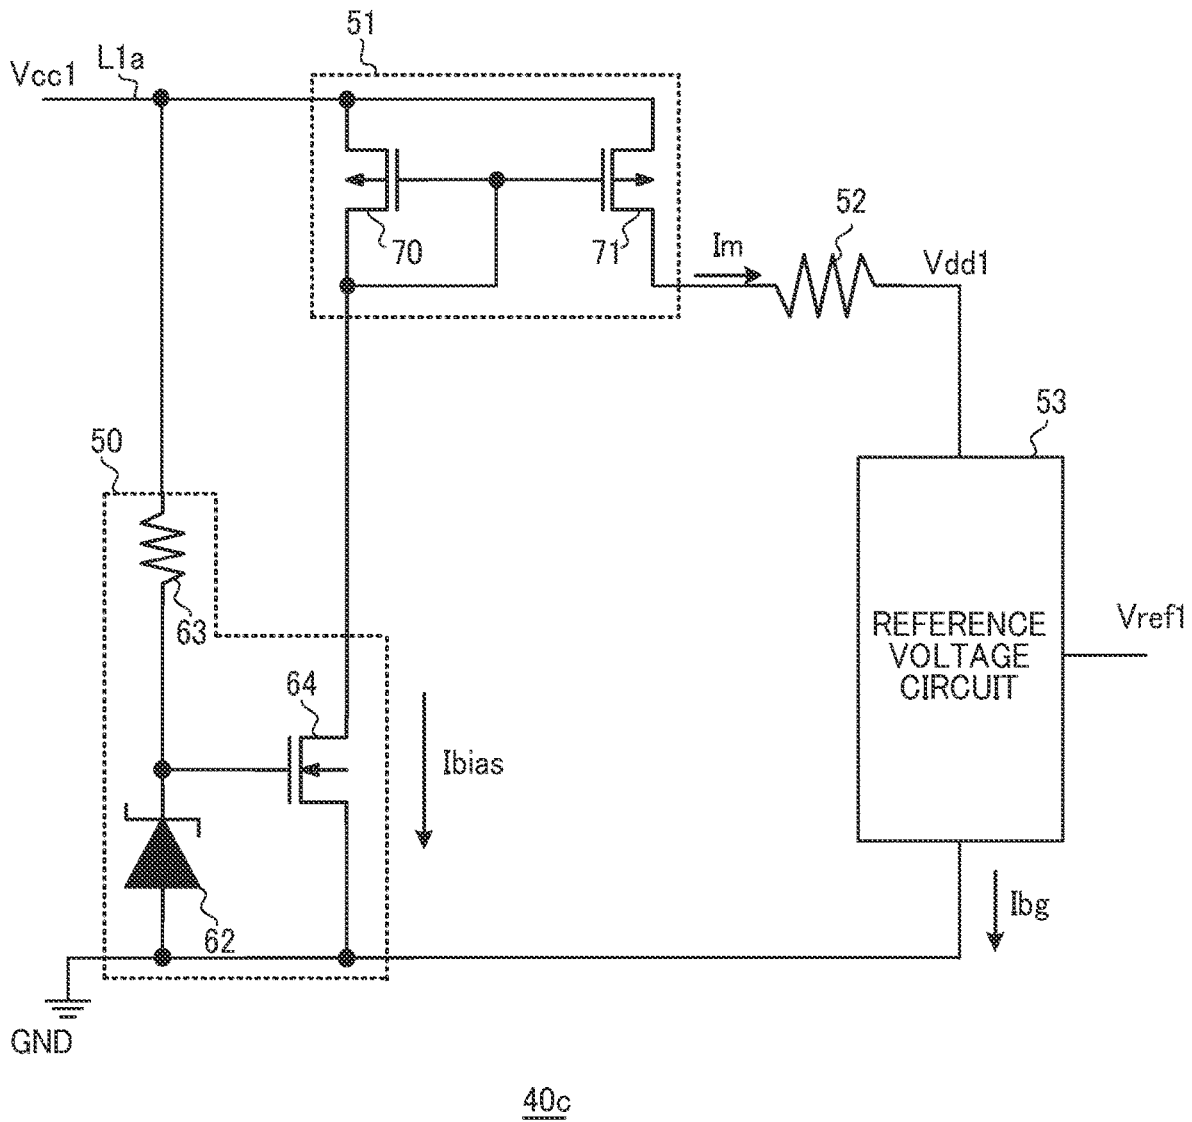 51
Vcc1
L1a
52
70
71
Im
Vdd1
53
50
63
REFERENCE
VOLTAGE
CIRCUIT
Vref1
64
Ibias
62
Ibg
GND
40c